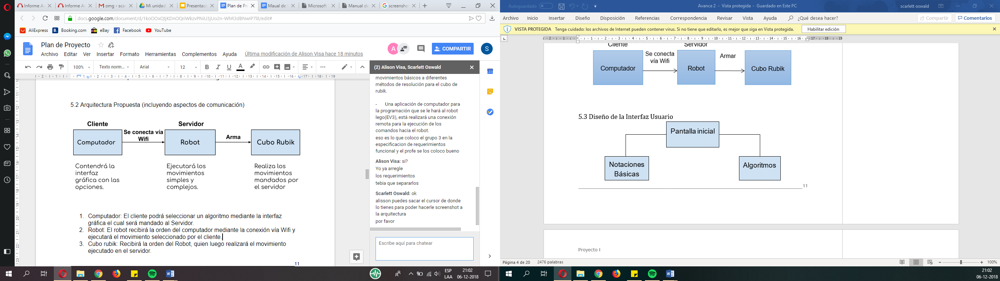 Informe Av
Informe Av
omg - scar
Mi unidad
Presentaci
Plan de Pro
Maual de
Microsoft
Manual de
screenshot
docs.google.com/document/d/1koOOxQtjKDnOQriWkzvPNiU3jUo2n-WhR3dBNwIP7l8/edit#
AliExpress
Booking.com
eBay
Facebook
YouTube
Plan de Proyecto
Archivo Editar Ver Insertar Formato Herramientas Complementos Ayuda Última modificación de Alison Visa hace 18 minutos
A
COMPARTIR
S
100% Texto norm... Arial 12 B I U A
5.2 Arquitectura Propuesta (incluyendo aspectos de comunicación)
Cliente
Servidor
Computador
Se conecta vía
Wifi
Robot
Arma
Cubo Rubik
Contendrá la
interfaz
gráfica con las
opciones.
Ejecutará los
movimientos
simples y
complejos.
Realiza los
movimientos
mandados por
el servidor
1. Computador: El cliente podrá seleccionar un algoritmo mediante la interfaz
gráfica el cual será mandado al Servidor.
2. Robot: El robot recibirá la orden del computador mediante la conexión vía Wifi y
ejecutará el movimiento seleccionado por el cliente.
3. Cubo rubik: Recibirá la orden del Robot, quien luego realizará el movimiento
ejecutado en el servidor.
11
(2) Alison Visa, Scarlett Oswald
movimientos básicos a diferentes
métodos de resolución para el cubo de
rubik.
- Una aplicación de computador para
la programación que se le hará al robot
lego(EV3), está realizará una conexión
remota para la ejecución de los
comandos hacia el robot.
eso es lo que coloco el grupo 3 en la
especificacion de requerimientos
funcional y el profe se los coloco bueno
Alison Visa: si?
Yo ya arregle
los requerimientos
tebia que separarlos
Scarlett Oswald: ok
alisson puedes sacar el cursor de donde
lo tienes para poder hacerle screenshot a
la arquitectura
por favor
Escribe aquí para chatear
31
ESP
LAA
21:02
06-12-2018
Autoguardado
Avance 2 - Vista protegida - Guardado en Este PC
scarlett oswald
Archivo Inicio Insertar Diseño Disposición Referencias Correspondencia Revisar Vista Ayuda ¿Qué desea hacer? Compartir Comentarios
VISTA PROTEGIDA Tenga cuidado: los archivos de Internet pueden contener virus. Si no tiene que editarlo, es mejor que siga en Vista protegida. Habilitar edición
Cliente
Servidor
Computador
Se conecta
vía Wifi
Robot
Armar
Cubo Rubik
5.3 Diseño de la Interfaz Usuario
Pantalla inicial
Notaciones
Básicas
Algoritmos
11
Proyecto I
Página 4 de 20 2476 palabras
100%
21:02
06-12-2018